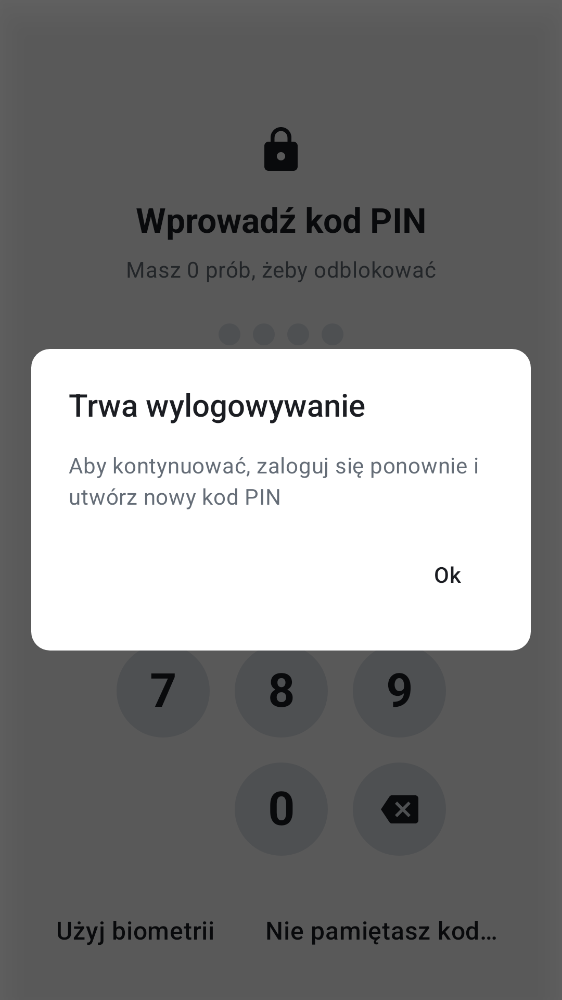 Wprowadź kod PIN
Masz 0 prób, żeby odblokować
Trwa wylogowywanie
Aby kontynuować, zaloguj się ponownie i
utwórz nowy kod PIN
Ok
7 8 9
0
Użyj biometrii Nie pamiętasz kod...